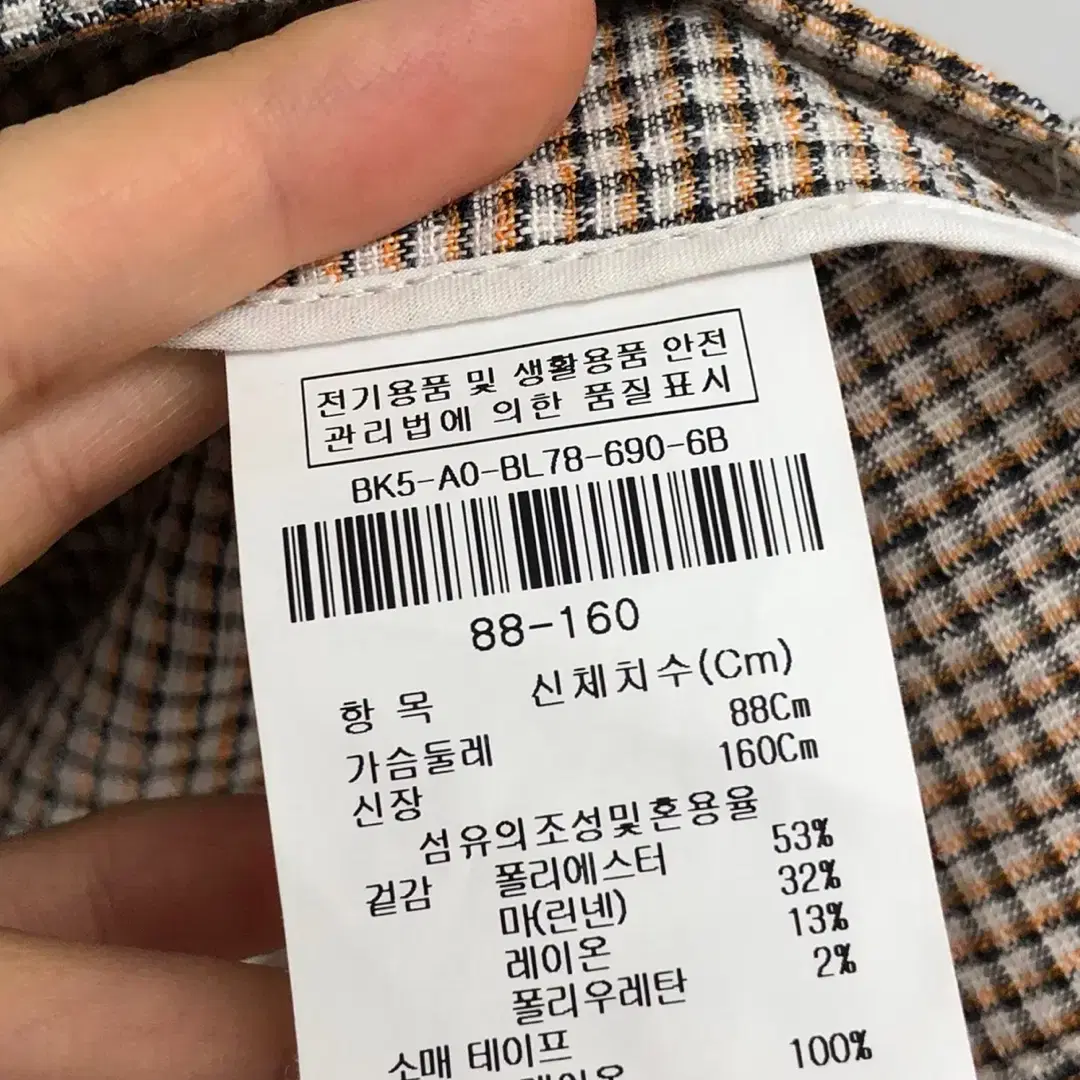 전기용품 및 생활용품 안전
관리법에 의한 품질표시
BK5-A0-BL78-690-6B
88-160
항 목 신체치수(Cm)
가슴둘레 88Cm
신장 160Cm
섬유의조성및혼용율
겉감 폴리에스터 53%
마(린넨) 32%
레이온 13%
폴리우레탄 2%
소매 테이프 100%